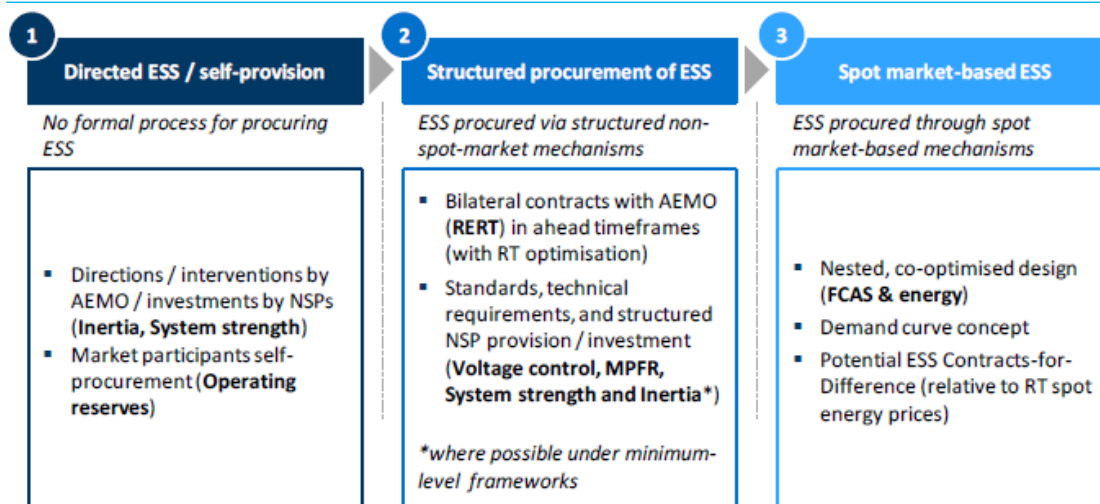 1
Directed ESS / self-provision
No formal process for procuring
ESS
▪ Directions / interventions by
AEMO / investments by NSPs
(Inertia, System strength)
▪ Market participants self-
procurement (Operating
reserves)
2
Structured procurement of ESS
ESS procured via structured non-
spot-market mechanisms
▪ Bilateral contracts with AEMO
(RERT) in ahead timeframes
(with RT optimisation)
▪ Standards, technical
requirements, and structured
NSP provision / investment
(Voltage control, MPFR,
System strength and Inertia*)
*where possible under minimum-
level frameworks
3
Spot market-based ESS
ESS procured through spot
market-based mechanisms
▪ Nested, co-optimised design
(FCAS & energy)
▪ Demand curve concept
▪ Potential ESS Contracts-for-
Difference (relative to RT spot
energy prices)